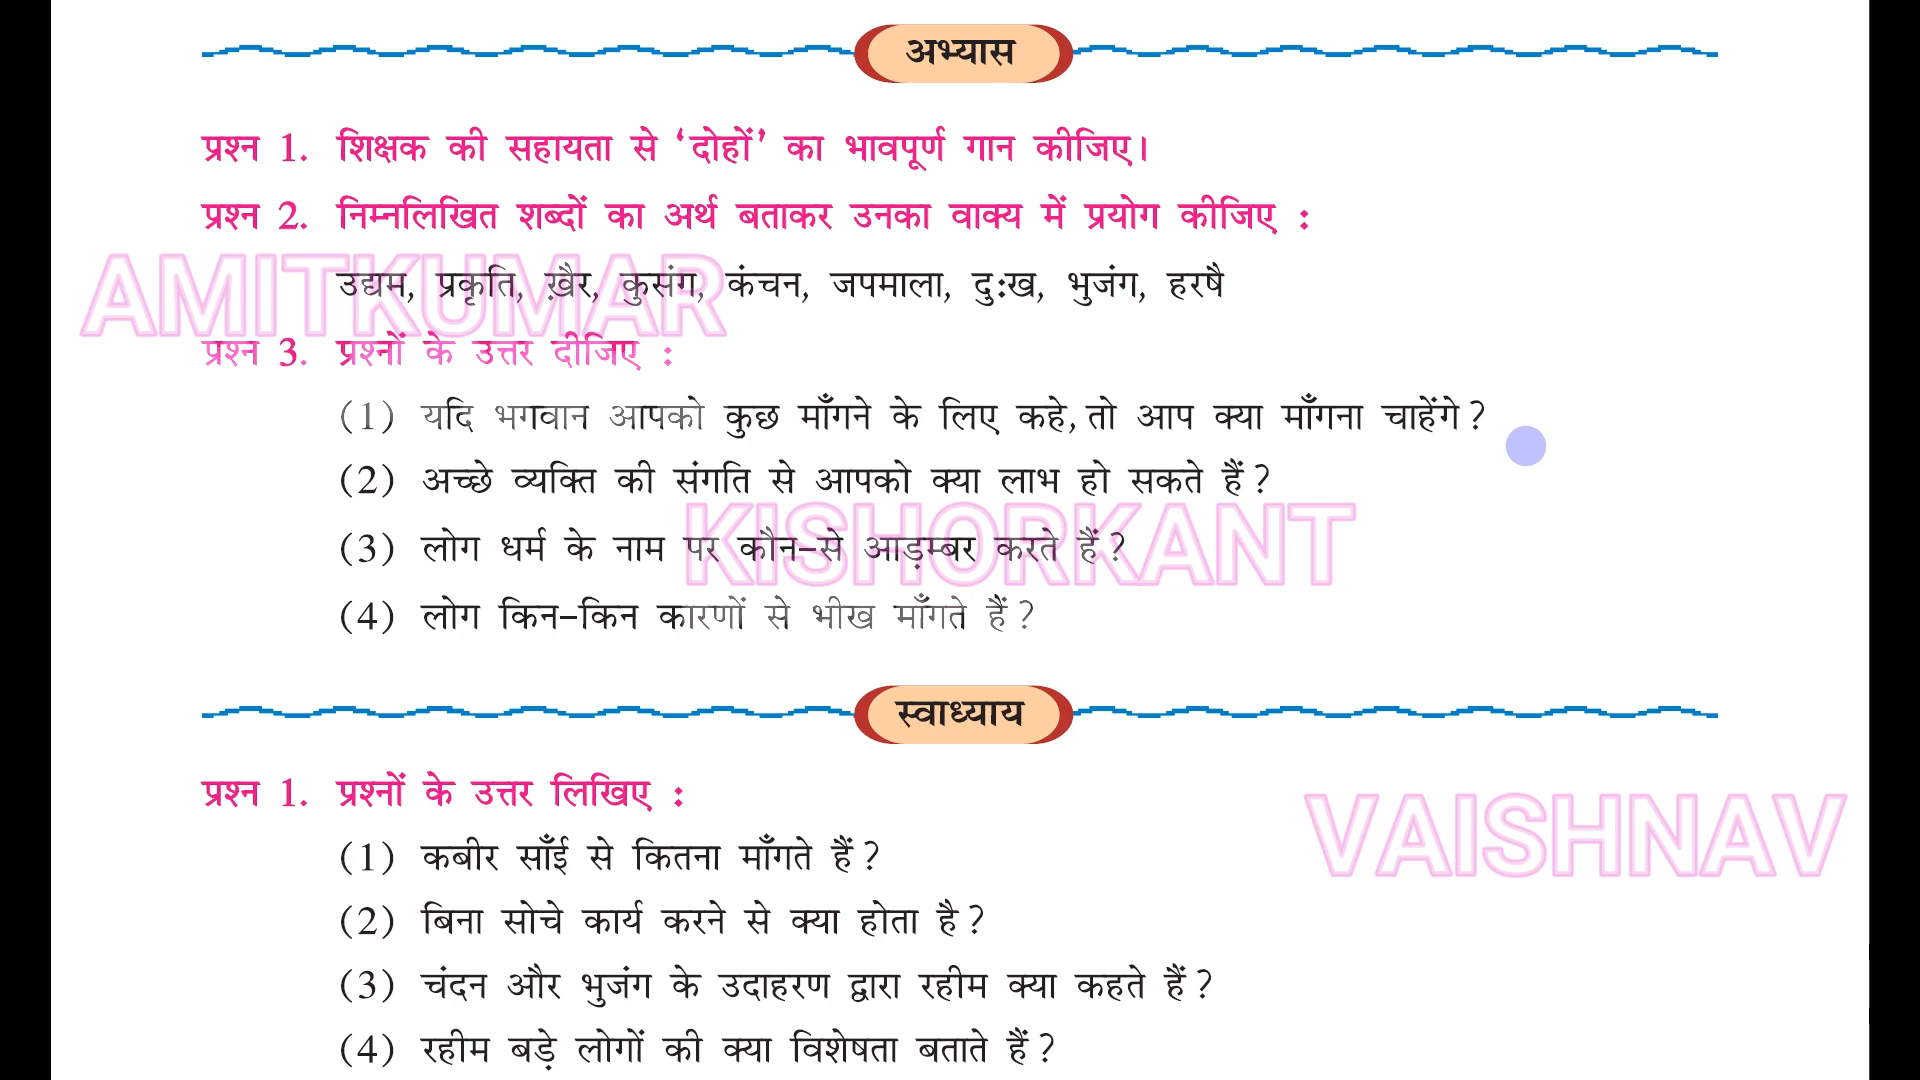 अभ्यास
प्रश्न 1. शिक्षक की सहायता से ‘दोहों’ का भावपूर्ण गान कीजिए।
प्रश्न 2. निम्नलिखित शब्दों का अर्थ बताकर उनका वाक्य में प्रयोग कीजिए :
उद्यम, प्रकृति, ख़ैर, कुसंग, कंचन, जपमाला, दुःख, भुजंग, हरषै
AMITKUMAR
प्रश्न 3. प्रश्नों के उत्तर दीजिए :
(1) यदि भगवान आपको कुछ माँगने के लिए कहे, तो आप क्या माँगना चाहेंगे?
(2) अच्छे व्यक्ति की संगति से आपको क्या लाभ हो सकते हैं?
KISHORKANT
(3) लोग धर्म के नाम पर कौन-से आड़म्बर करते हैं?
(4) लोग किन-किन कारणों से भीख माँगते हैं?
स्वाध्याय
प्रश्न 1. प्रश्नों के उत्तर लिखिए :
VAISHNAV
(1) कबीर साँई से कितना माँगते हैं?
(2) बिना सोचे कार्य करने से क्या होता है?
(3) चंदन और भुजंग के उदाहरण द्वारा रहीम क्या कहते हैं?
(4) रहीम बड़े लोगों की क्या विशेषता बताते हैं?